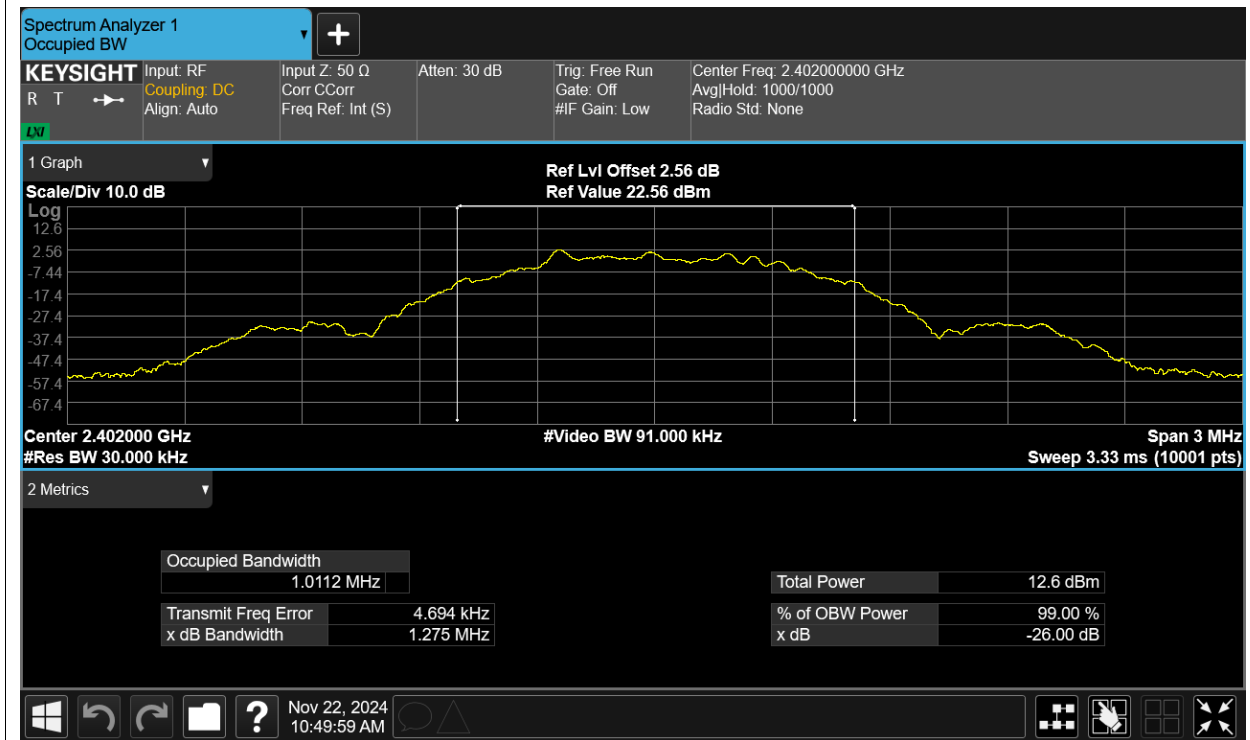 Spectrum Analyzer 1
Occupied BW
+
KEYSIGHT
R T
LXI
Input: RF
Coupling: DC
Align: Auto
Input Z: 50 Ω
Corr CCorr
Freq Ref: Int (S)
Atten: 30 dB
Trig: Free Run
Gate: Off
#IF Gain: Low
Center Freq: 2.402000000 GHz
Avg|Hold: 1000/1000
Radio Std: None
1 Graph
Scale/Div 10.0 dB
Ref Lvl Offset 2.56 dB
Ref Value 22.56 dBm
Log
12.6
2.56
-7.44
-17.4
-27.4
-37.4
-47.4
-57.4
-67.4
Center 2.402000 GHz
#Video BW 91.000 kHz
Span 3 MHz
#Res BW 30.000 kHz
Sweep 3.33 ms (10001 pts)
2 Metrics
Occupied Bandwidth
1.0112 MHz
Total Power 12.6 dBm
Transmit Freq Error 4.694 kHz
% of OBW Power 99.00 %
x dB Bandwidth 1.275 MHz
x dB -26.00 dB
?
Nov 22, 2024
10:49:59 AM